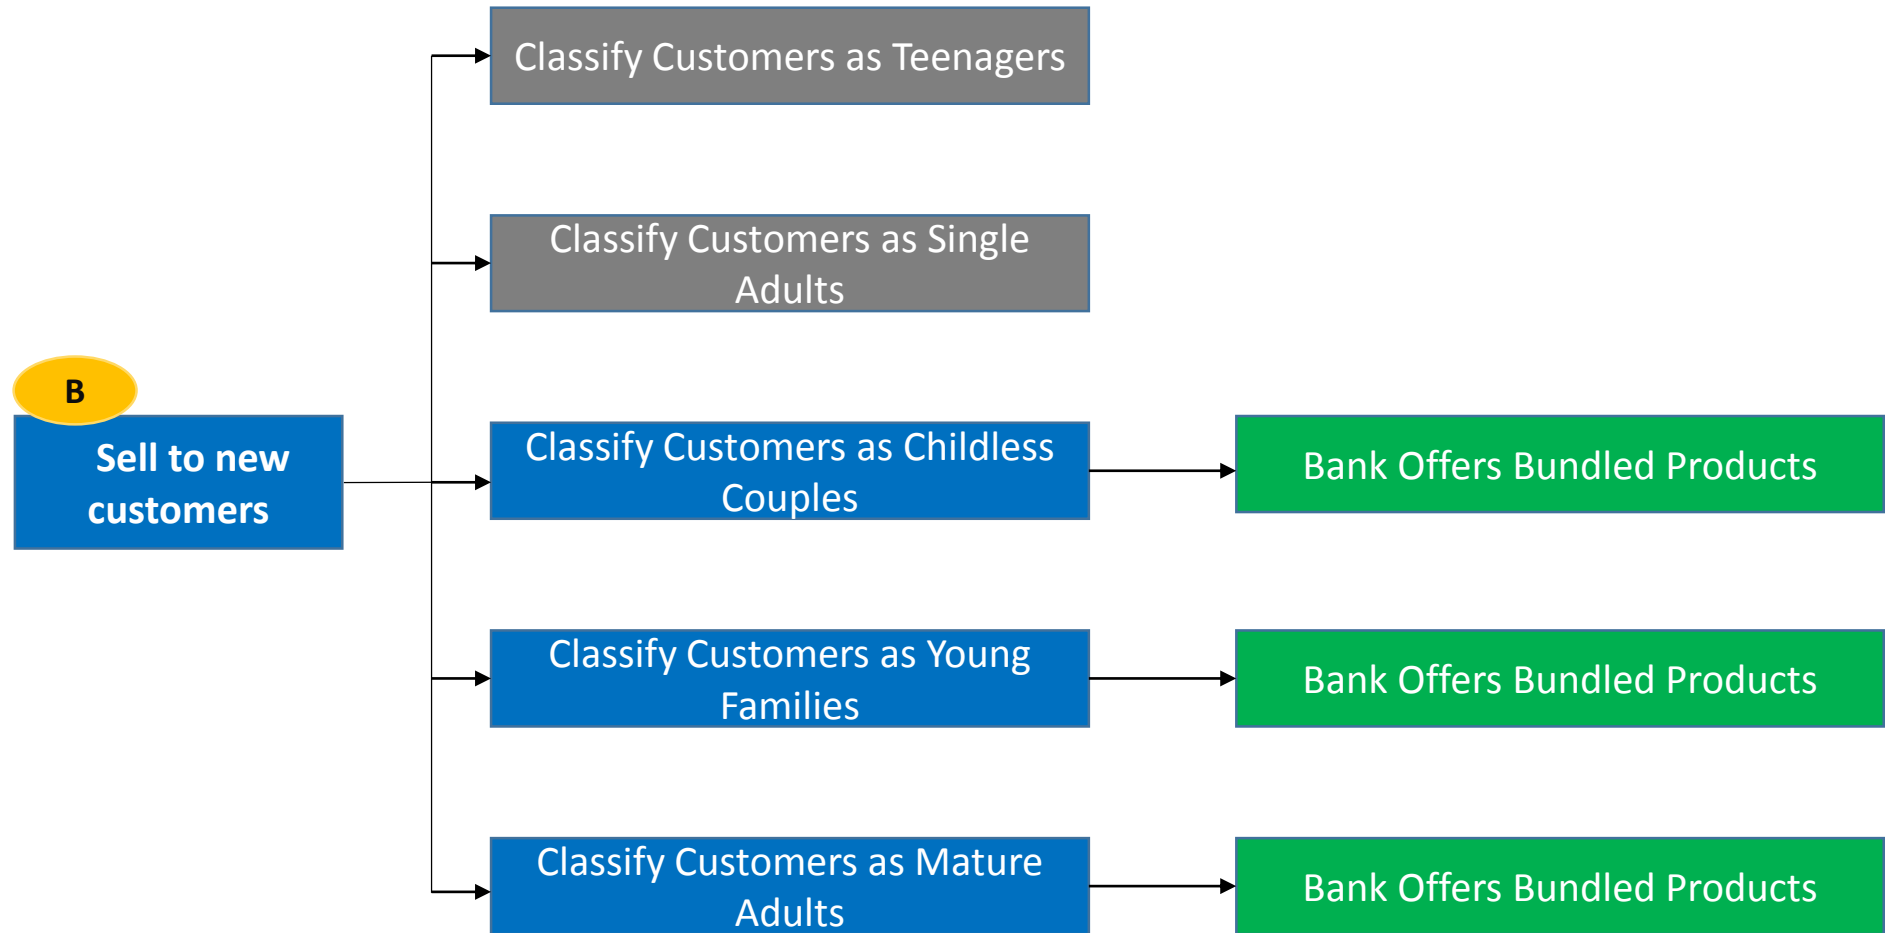 Classify Customers as Teenagers
Classify Customers as Single
Adults
B
Sell to new
customers
Classify Customers as Childless
Couples
Bank Offers Bundled Products
Classify Customers as Young
Families
Bank Offers Bundled Products
Classify Customers as Mature
Adults
Bank Offers Bundled Products